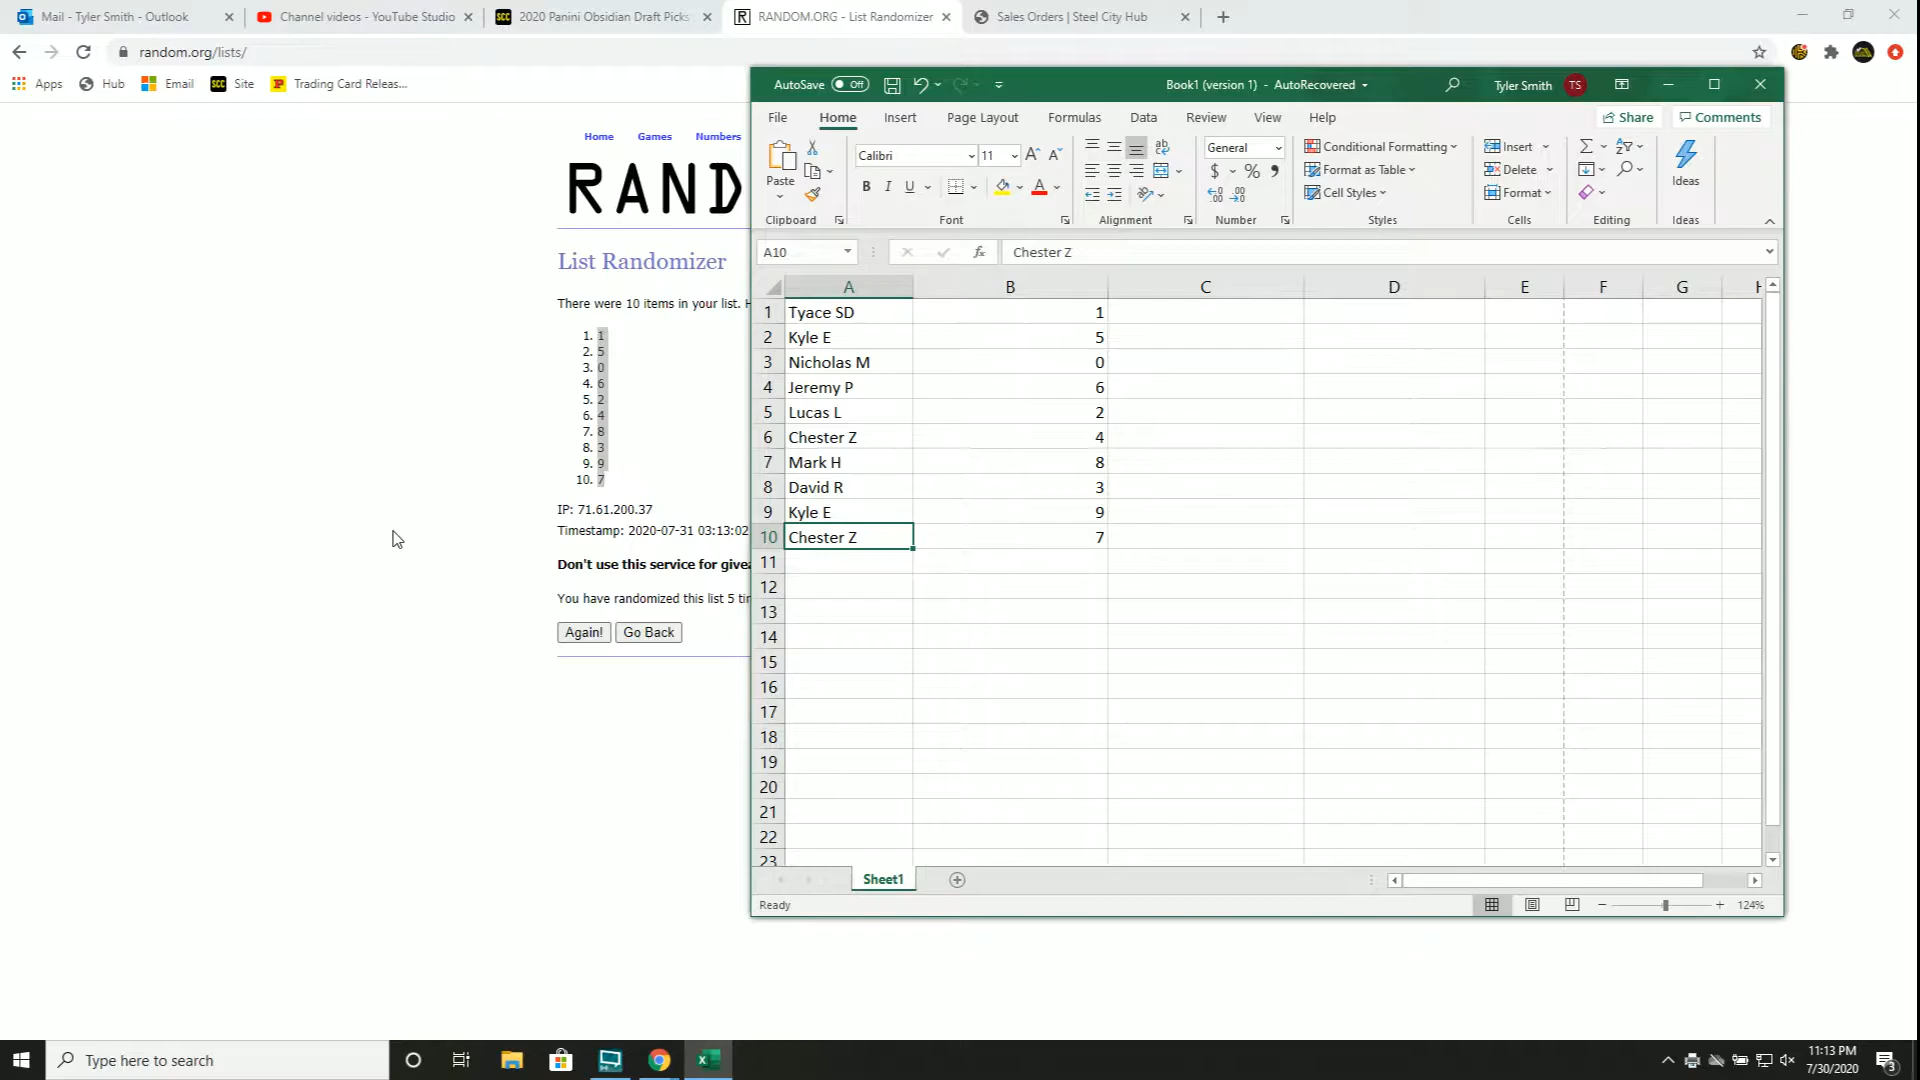 Mail - Tyler Smith - Outlook
Channel videos - YouTube Studio
SCC
2020 Panini Obsidian Draft Picks
R
RANDOM.ORG - List Randomizer
Sales Orders | Steel City Hub
random.org/lists/
Apps
Hub
Email
SCC
Site
Trading Card Releas...
AutoSave
Off
Book1 (version 1) - AutoRecovered
Tyler Smith
TS
File
Home
Insert
Page Layout
Formulas
Data
Review
View
Help
Share
Comments
Paste
Clipboard
Calibri
11
B I U
Font
ab
Alignment
General
$ % ,
Number
Conditional Formatting
Format as Table
Cell Styles
Styles
Insert
Delete
Format
Cells
Editing
Ideas
Ideas
A10
fx
Chester Z
A B C D E F G
1 Tyace SD 1
2 Kyle E 5
3 Nicholas M 0
4 Jeremy P 6
5 Lucas L 2
6 Chester Z 4
7 Mark H 8
8 David R 3
9 Kyle E 9
10 Chester Z 7
11
12
13
14
15
16
17
18
19
20
21
22
23
Sheet1
Ready
124%
Home
Games
Numbers
RAND
List Randomizer
There were 10 items in your list.
1. 1
2. 5
3. 0
4. 6
5. 2
6. 4
7. 8
8. 3
9. 9
10. 7
IP: 71.61.200.37
Timestamp: 2020-07-31 03:13:02
Don't use this service for givea
You have randomized this list 5 tir
Again!
Go Back
Type here to search
11:13 PM
7/30/2020
3